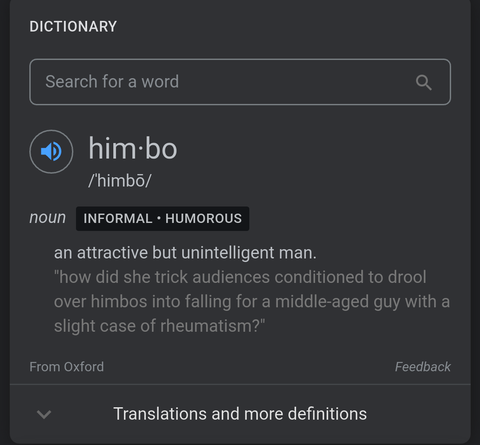 DICTIONARY
Search for a word
him·bo
/ˈhimbō/
noun INFORMAL • HUMOROUS
an attractive but unintelligent man.
"how did she trick audiences conditioned to drool
over himbos into falling for a middle-aged guy with a
slight case of rheumatism?"
From Oxford Feedback
Translations and more definitions